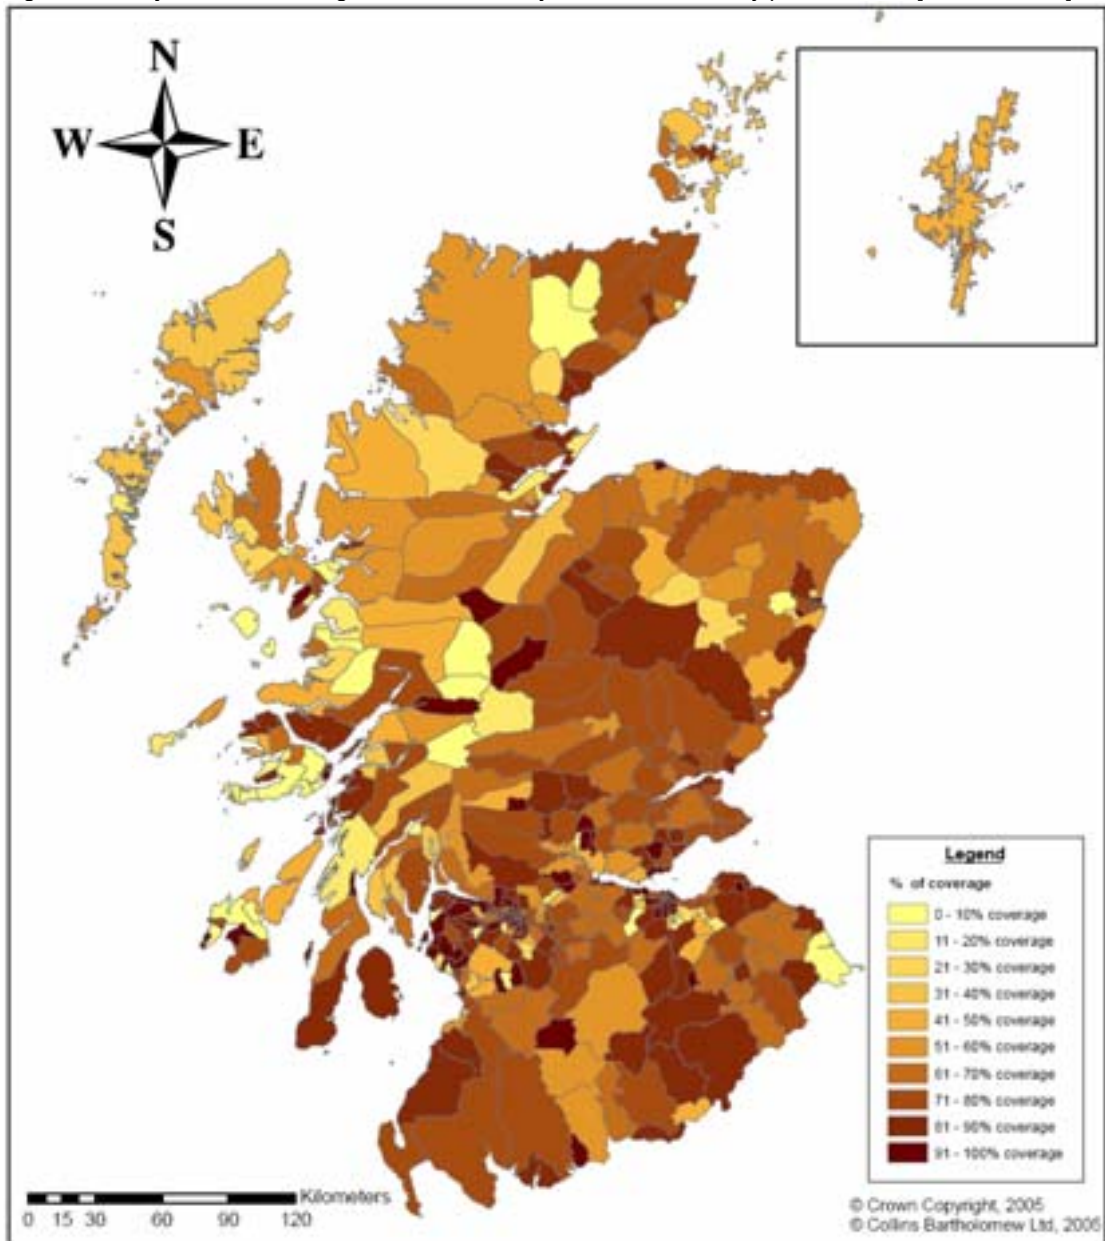 N
W E
S
Legend
% of coverage
0 - 10% coverage
11 - 20% coverage
21 - 30% coverage
31 - 40% coverage
41 - 50% coverage
51 - 60% coverage
61 - 70% coverage
71 - 80% coverage
81 - 90% coverage
91 - 100% coverage
Kilometers
0 15 30 60 90 120
© Crown Copyright, 2005
© Collins Bartholomew Ltd, 2005